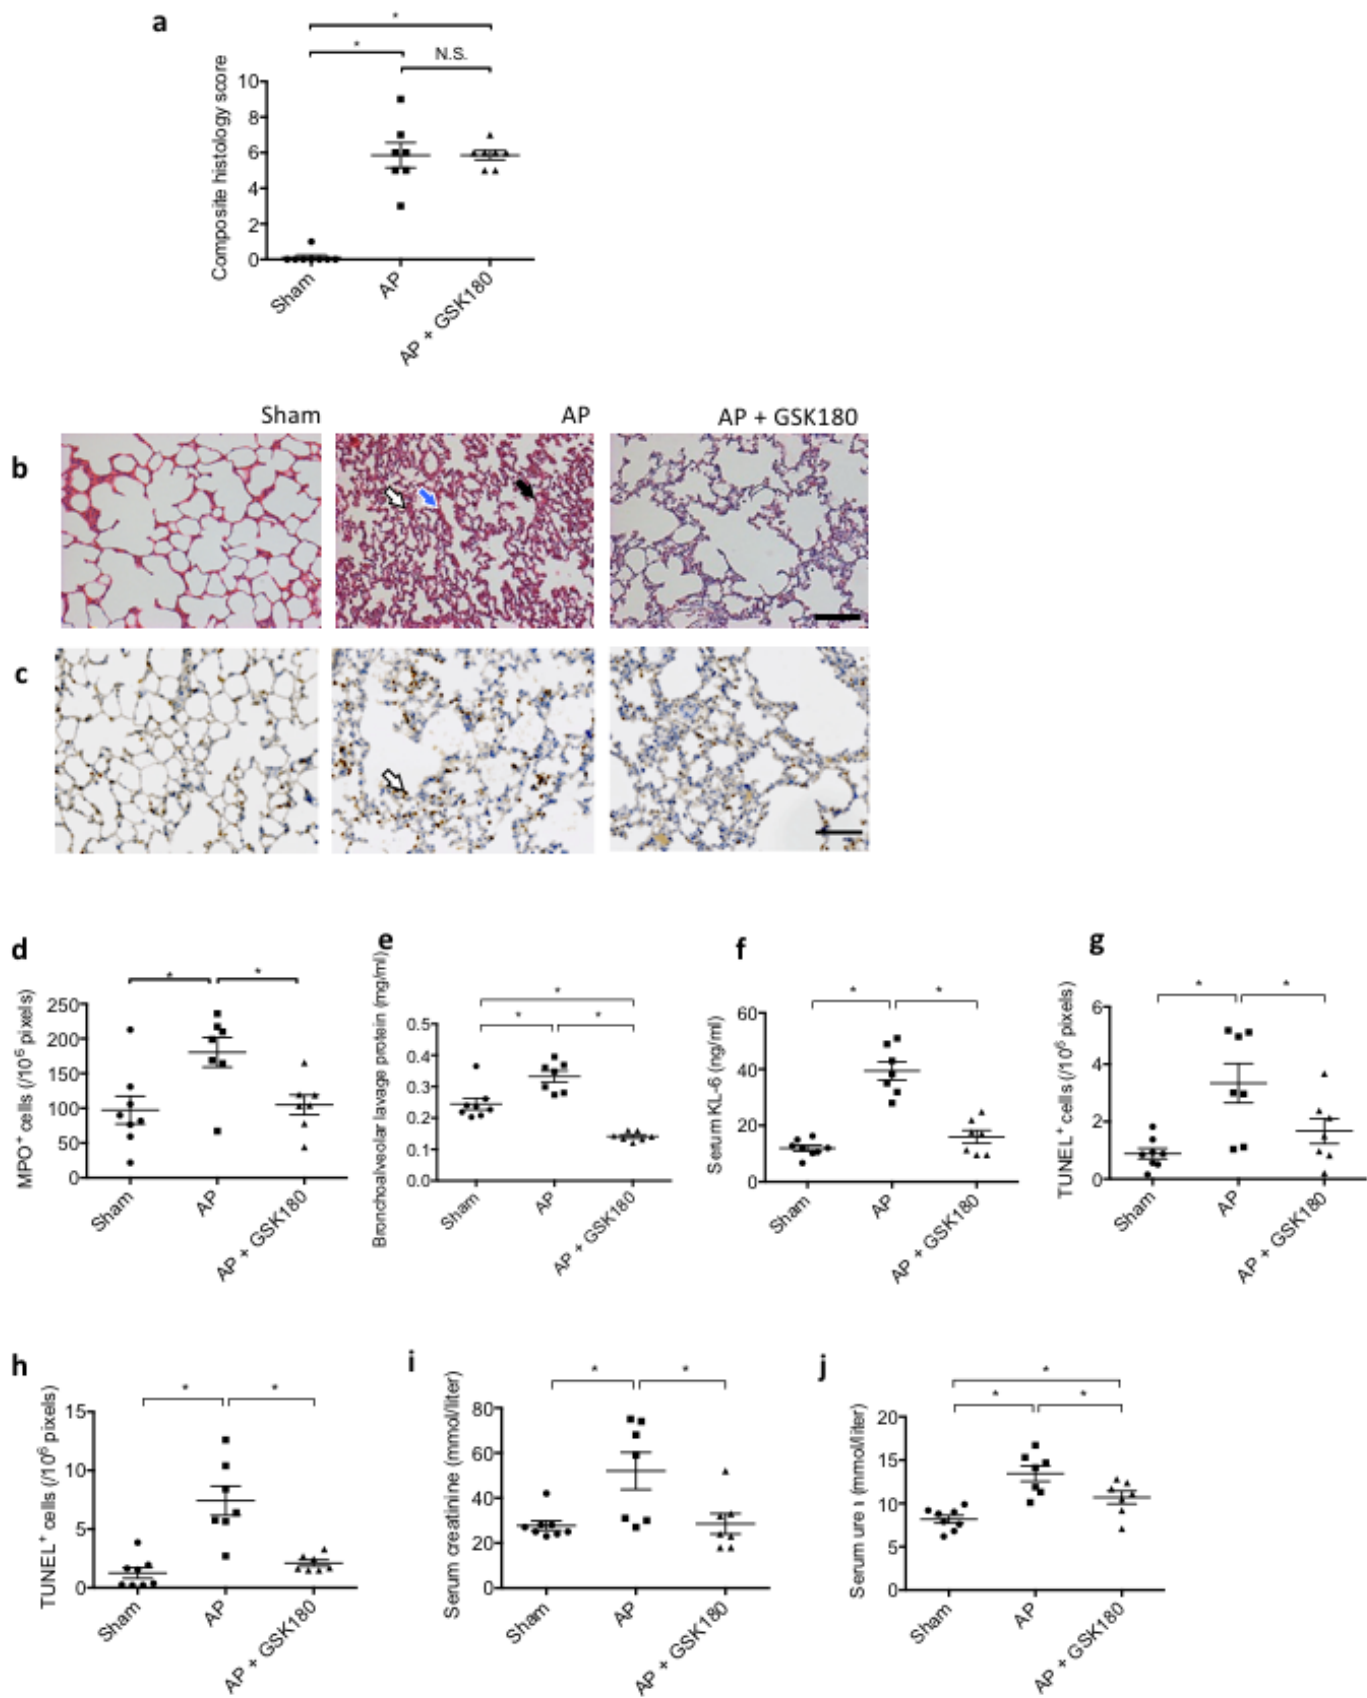 a
*
*
N.S.
Composite histology score
10
8
6
4
2
0
Sham
AP
AP + GSK180
Sham
AP
AP + GSK180
b
c
d
*
*
MPO⁺ cells (/10⁶ pixels)
250
200
150
100
50
0
Sham
AP
AP + GSK180
e
*
*
*
Bronchoalveolar lavage protein (mg/ml)
0.5
0.4
0.3
0.2
0.1
0.0
Sham
AP
AP + GSK180
f
*
*
Serum KL-6 (ng/ml)
60
40
20
0
Sham
AP
AP + GSK180
g
*
*
TUNEL⁺ cells (/10⁶ pixels)
6
4
2
0
Sham
AP
AP + GSK180
h
*
*
TUNEL⁺ cells (/10⁶ pixels)
15
10
5
0
Sham
AP
AP + GSK180
i
*
*
Serum creatinine (mmol/liter)
80
60
40
20
0
Sham
AP
AP + GSK180
j
*
*
*
Serum (mmol/liter)
20
15
10
5
0
Sham
AP
AP + GSK180